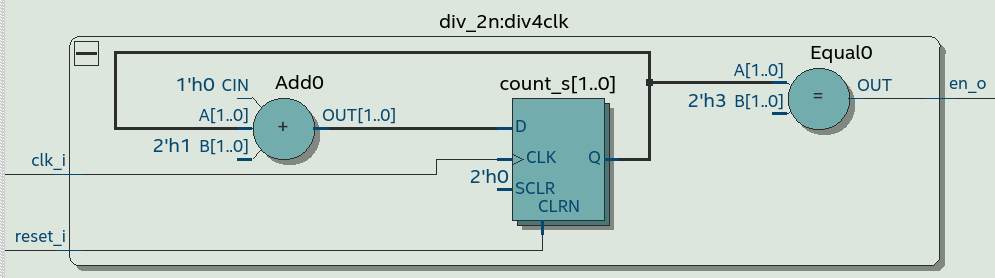 div_2n:div4clk
Equal0
Add0
count_s[1..0]
1'h0 CIN
A[1..0]
OUT
en_o
2'h3 B[1..0]
=
A[1..0]
OUT[1..0]
D
+
2'h1 B[1..0]
clk_i
CLK
Q
2'h0
SCLR
CLRN
reset_i